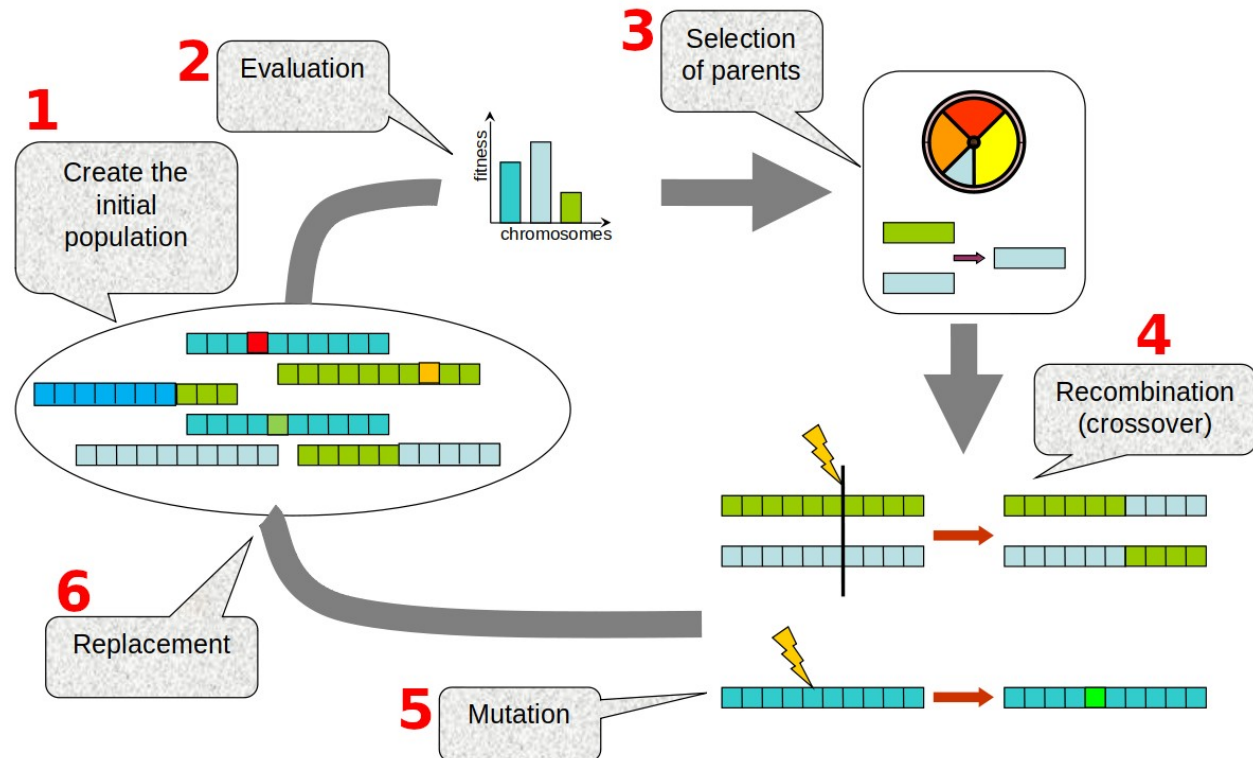 1
Create the
initial
population
2
Evaluation
fitness
chromosomes
3
Selection
of parents
4
Recombination
(crossover)
5
Mutation
6
Replacement